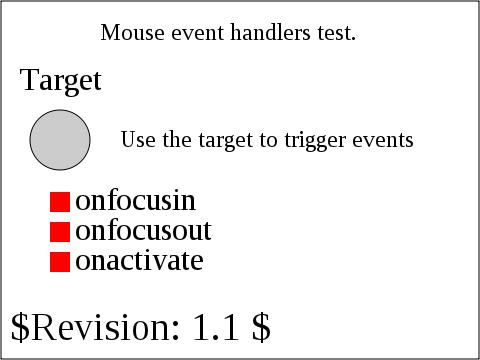 Mouse event handlers test.
Target
Use the target to trigger events
onfocusin
onfocusout
onactivate
$Revision: 1.1 $